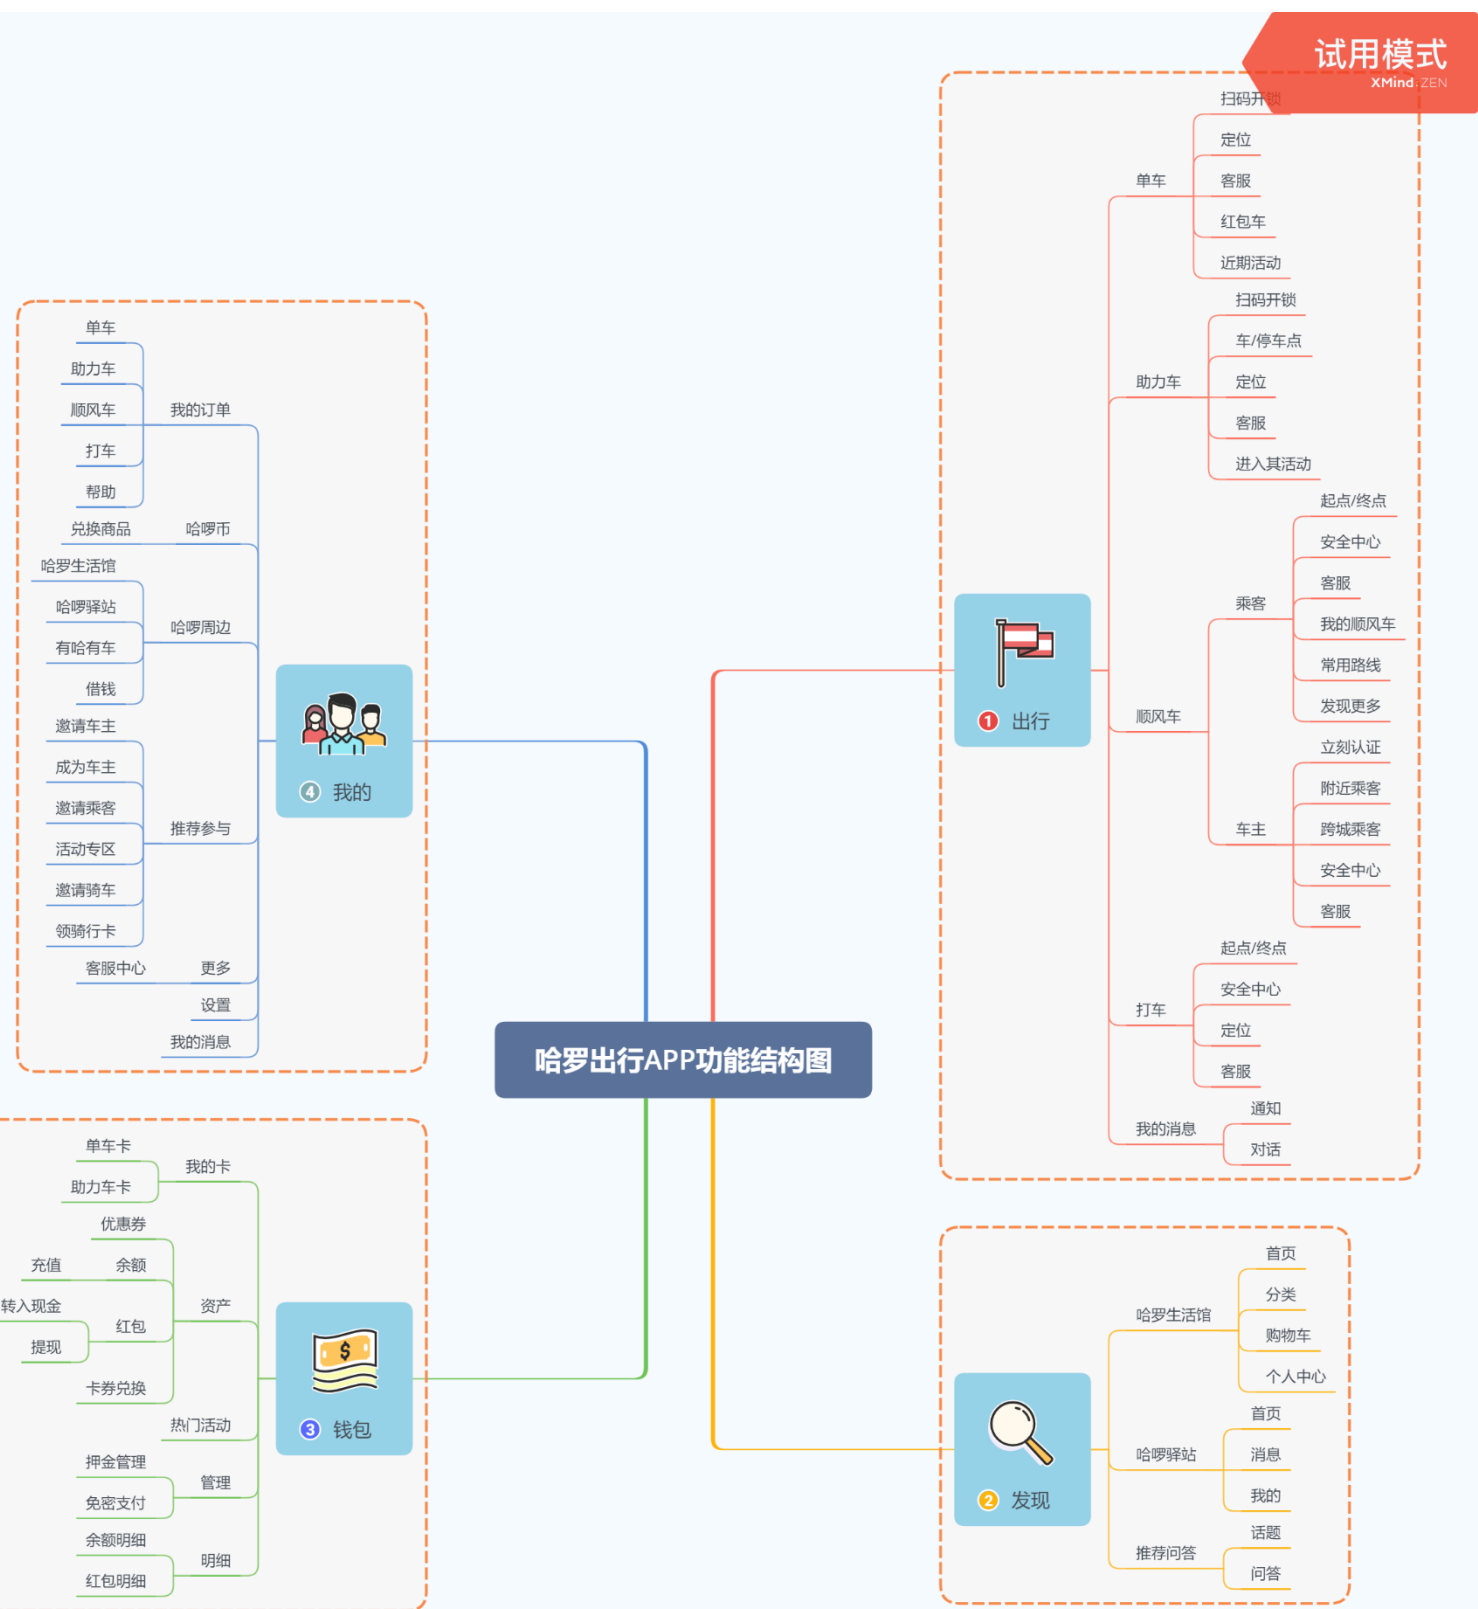 试用模式
XMind:ZEN
哈罗出行APP功能结构图
1 出行
单车
扫码开锁
定位
客服
红包车
近期活动
助力车
扫码开锁
车/停车点
定位
客服
进入其活动
顺风车
乘客
起点/终点
安全中心
客服
我的顺风车
常用路线
发现更多
车主
立刻认证
附近乘客
跨城乘客
安全中心
客服
打车
起点/终点
安全中心
定位
客服
我的消息
通知
对话
2 发现
哈罗生活馆
首页
分类
购物车
个人中心
哈啰驿站
首页
消息
我的
推荐问答
话题
问答
3 钱包
我的卡
单车卡
助力车卡
资产
优惠券
余额
充值
红包
转入现金
提现
卡券兑换
热门活动
管理
押金管理
免密支付
明细
余额明细
红包明细
4 我的
我的订单
单车
助力车
顺风车
打车
帮助
哈啰币
兑换商品
哈啰周边
哈罗生活馆
哈啰驿站
有哈有车
借钱
推荐参与
邀请车主
成为车主
邀请乘客
活动专区
邀请骑车
领骑行卡
更多
客服中心
设置
我的消息